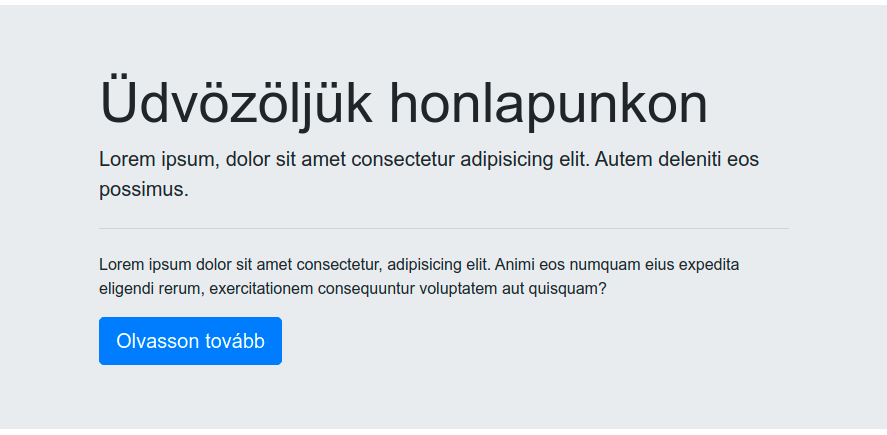 Üdvözöljük honlapunkon
Lorem ipsum, dolor sit amet consectetur adipisicing elit. Autem deleniti eos
possimus.
Lorem ipsum dolor sit amet consectetur, adipisicing elit. Animi eos numquam eius expedita
eligendi rerum, exercitationem consequuntur voluptatem aut quisquam?
Olvasson tovább